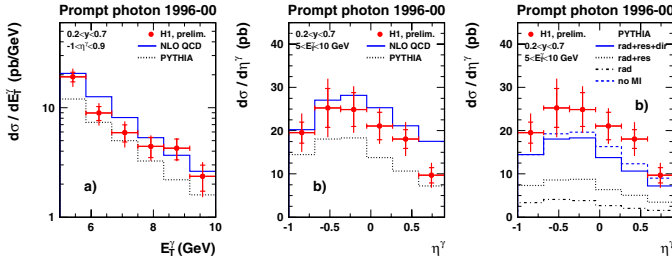 Prompt photon 1996-00
dσ / dE_T^γ (pb/GeV)
0.2<y<0.7
-1<η^γ<0.9
H1, prelim.
NLO QCD
PYTHIA
10
1
a)
6 8 10
E_T^γ (GeV)
Prompt photon 1996-00
dσ / dη^γ (pb)
0.2<y<0.7
5<E_T^γ<10 GeV
H1, prelim.
NLO QCD
PYTHIA
40
30
20
10
0
b)
-1 -0.5 0 0.5
η^γ
Prompt photon 1996-00
dσ / dη^γ (pb)
H1, prelim.
0.2<y<0.7
5<E_T^γ<10 GeV
PYTHIA
rad+res+dir
rad+res
rad
no MI
40
30
20
10
0
b)
-1 -0.5 0 0.5
η^γ